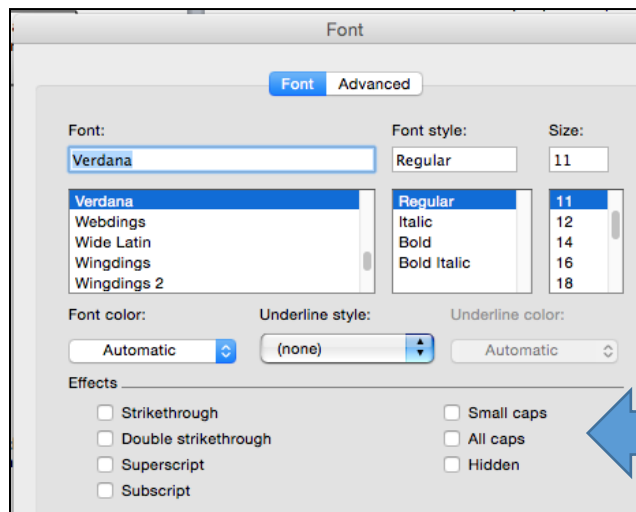 Font
Font Advanced
Font: Font style: Size:
Verdana Regular 11
Verdana Regular 11
Webdings Italic 12
Wide Latin Bold 14
Wingdings Bold Italic 16
Wingdings 2 18
Font color: Underline style: Underline color:
Automatic (none) Automatic
Effects
Strikethrough Small caps
Double strikethrough All caps
Superscript Hidden
Subscript